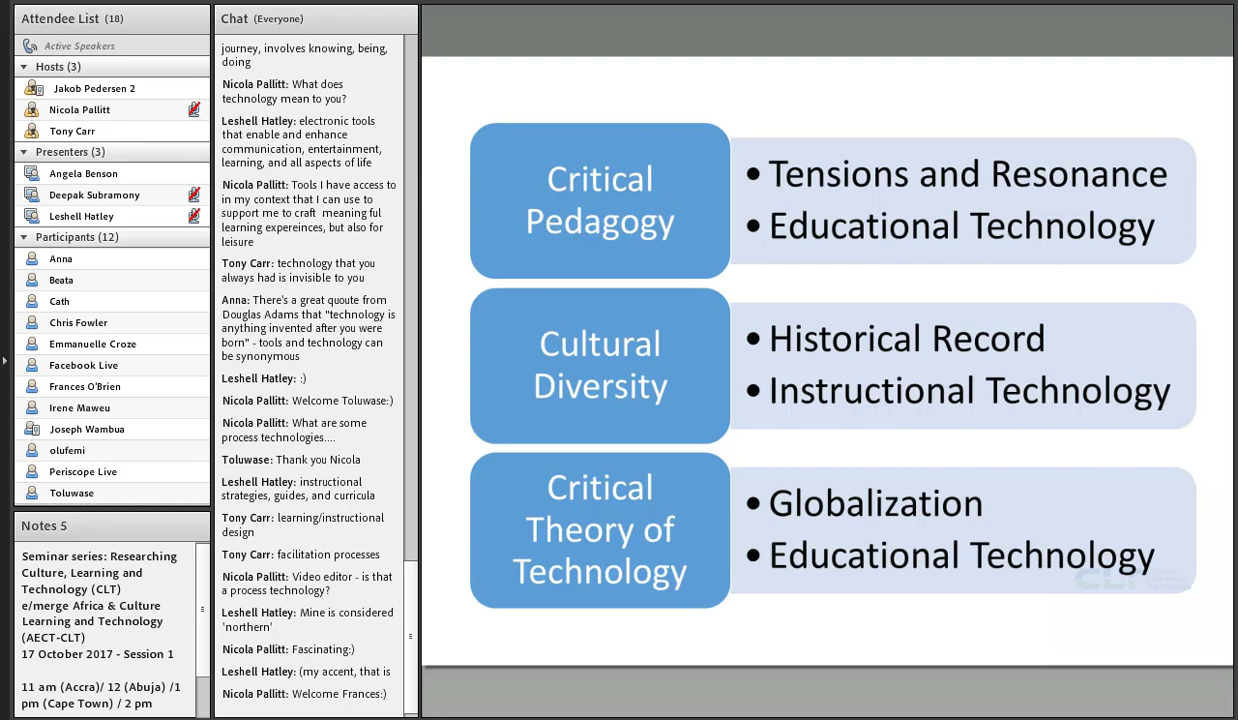 Attendee List (18)
Active Speakers
Hosts (3)
Jakob Pedersen 2
Nicola Pallitt
Tony Carr
Presenters (3)
Angela Benson
Deepak Subramony
Leshell Hatley
Participants (12)
Anna
Beata
Cath
Chris Fowler
Emmanuelle Croze
Facebook Live
Frances O'Brien
Irene Maweu
Joseph Wambua
olufemi
Periscope Live
Toluwase
Notes 5
Seminar series: Researching
Culture, Learning and
Technology (CLT)
e/merge Africa & Culture
Learning and Technology
(AECT-CLT)
17 October 2017 - Session 1
11 am (Accra)/ 12 (Abuja) /1
pm (Cape Town) / 2 pm
Chat (Everyone)
journey, involves knowing, being,
doing
Nicola Pallitt: What does
technology mean to you?
Leshell Hatley: electronic tools
that enable and enhance
communication, entertainment,
learning, and all aspects of life
Nicola Pallitt: Tools I have access to
in my context that I can use to
support me to craft meaning ful
learning expereinces, but also for
leisure
Tony Carr: technology that you
always had is invisible to you
Anna: There's a great quoute from
Douglas Adams that "technology is
anything invented after you were
born" - tools and technology can
be synonymous
Leshell Hatley: :)
Nicola Pallitt: Welcome Toluwase:)
Nicola Pallitt: What are some
process technologies....
Toluwase: Thank you Nicola
Leshell Hatley: instructional
strategies, guides, and curricula
Tony Carr: learning/instructional
design
Tony Carr: facilitation processes
Nicola Pallitt: Video editor - is that
a process technology?
Leshell Hatley: Mine is considered
'northern'
Nicola Pallitt: Fascinating:)
Leshell Hatley: (my accent, that is
Nicola Pallitt: Welcome Frances:)
Critical
Pedagogy
• Tensions and Resonance
• Educational Technology
Cultural
Diversity
• Historical Record
• Instructional Technology
Critical
Theory of
Technology
• Globalization
• Educational Technology
CLT